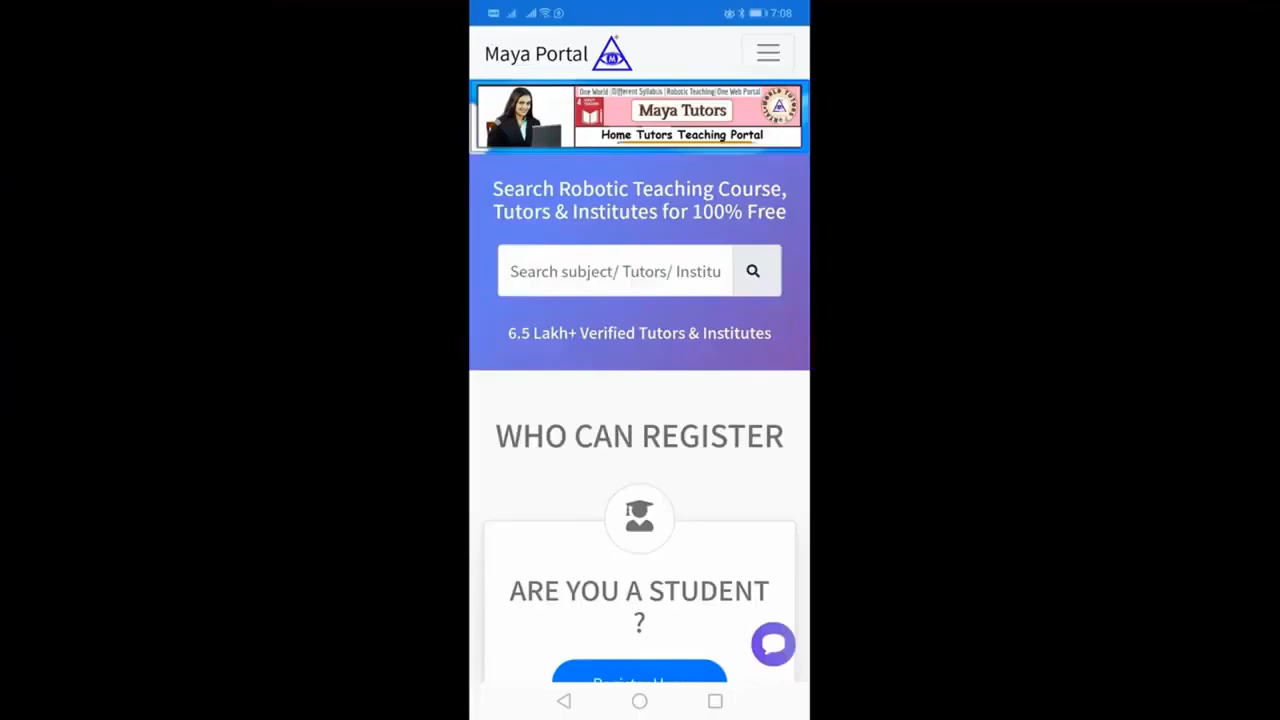 7:08
Maya Portal
M
One World | Different Syllabus | Robotic Teaching | One Web Portal
4
Maya Tutors
Home Tutors Teaching Portal
Search Robotic Teaching Course,
Tutors & Institutes for 100% Free
Search subject/ Tutors/ Institu
6.5 Lakh+ Verified Tutors & Institutes
WHO CAN REGISTER
ARE YOU A STUDENT
?